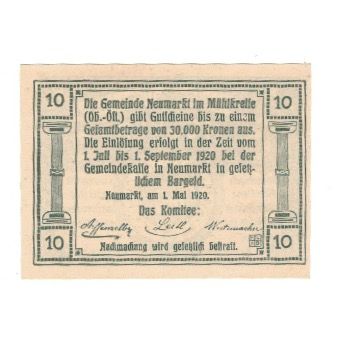 10 10
Die Gemeinde Neumarkt im Mühlkreise
(Ob.-Öst.) gibt Gutscheine bis zu einem
Gesamtbetrage von 30.000 Kronen aus.
Die Einlösung erfolgt in der Zeit vom
1. Juli bis 1. September 1920 bei der
Gemeindekasse in Neumarkt in gesetz-
lichem Bargeld.
Neumarkt, am 1. Mai 1920.
Das Komitee:
10 10
Nachmachung wird gesetzlich bestraft.